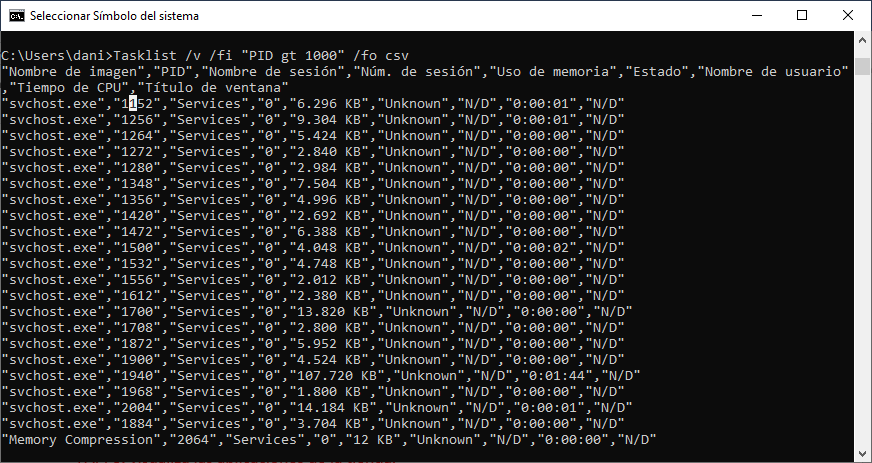 Seleccionar Símbolo del sistema
C:\Users\dani>Tasklist /v /fi "PID gt 1000" /fo csv
"Nombre de imagen","PID","Nombre de sesión","Núm. de sesión","Uso de memoria","Estado","Nombre de usuario"
,"Tiempo de CPU","Título de ventana"
"svchost.exe","1152","Services","0","6.296 KB","Unknown","N/D","0:00:01","N/D"
"svchost.exe","1256","Services","0","9.304 KB","Unknown","N/D","0:00:01","N/D"
"svchost.exe","1264","Services","0","5.424 KB","Unknown","N/D","0:00:00","N/D"
"svchost.exe","1272","Services","0","2.840 KB","Unknown","N/D","0:00:00","N/D"
"svchost.exe","1280","Services","0","2.984 KB","Unknown","N/D","0:00:00","N/D"
"svchost.exe","1348","Services","0","7.504 KB","Unknown","N/D","0:00:00","N/D"
"svchost.exe","1356","Services","0","4.996 KB","Unknown","N/D","0:00:00","N/D"
"svchost.exe","1420","Services","0","2.692 KB","Unknown","N/D","0:00:00","N/D"
"svchost.exe","1472","Services","0","6.388 KB","Unknown","N/D","0:00:00","N/D"
"svchost.exe","1500","Services","0","4.048 KB","Unknown","N/D","0:00:02","N/D"
"svchost.exe","1532","Services","0","4.748 KB","Unknown","N/D","0:00:00","N/D"
"svchost.exe","1556","Services","0","2.012 KB","Unknown","N/D","0:00:00","N/D"
"svchost.exe","1612","Services","0","2.380 KB","Unknown","N/D","0:00:00","N/D"
"svchost.exe","1700","Services","0","13.820 KB","Unknown","N/D","0:00:00","N/D"
"svchost.exe","1708","Services","0","2.800 KB","Unknown","N/D","0:00:00","N/D"
"svchost.exe","1872","Services","0","5.952 KB","Unknown","N/D","0:00:00","N/D"
"svchost.exe","1900","Services","0","4.524 KB","Unknown","N/D","0:00:00","N/D"
"svchost.exe","1940","Services","0","107.720 KB","Unknown","N/D","0:01:44","N/D"
"svchost.exe","1968","Services","0","1.800 KB","Unknown","N/D","0:00:00","N/D"
"svchost.exe","2004","Services","0","14.184 KB","Unknown","N/D","0:00:01","N/D"
"svchost.exe","1884","Services","0","3.704 KB","Unknown","N/D","0:00:00","N/D"
"Memory Compression","2064","Services","0","12 KB","Unknown","N/D","0:00:00","N/D"